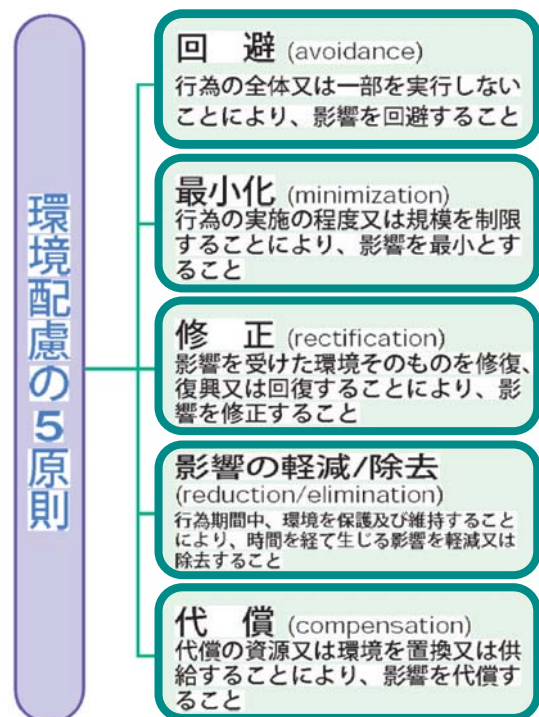 環境配慮の5原則
回　避 (avoidance)
行為の全体又は一部を実行しない
ことにより、影響を回避すること
最小化 (minimization)
行為の実施の程度又は規模を制限
することにより、影響を最小とす
ること
修　正 (rectification)
影響を受けた環境そのものを修復、
復興又は回復することにより、影
響を修正すること
影響の軽減/除去
(reduction/elimination)
行為期間中、環境を保護及び維持すること
により、時間を経て生じる影響を軽減又は
除去すること
代　償 (compensation)
代償の資源又は環境を置換又は供
給することにより、影響を代償す
ること